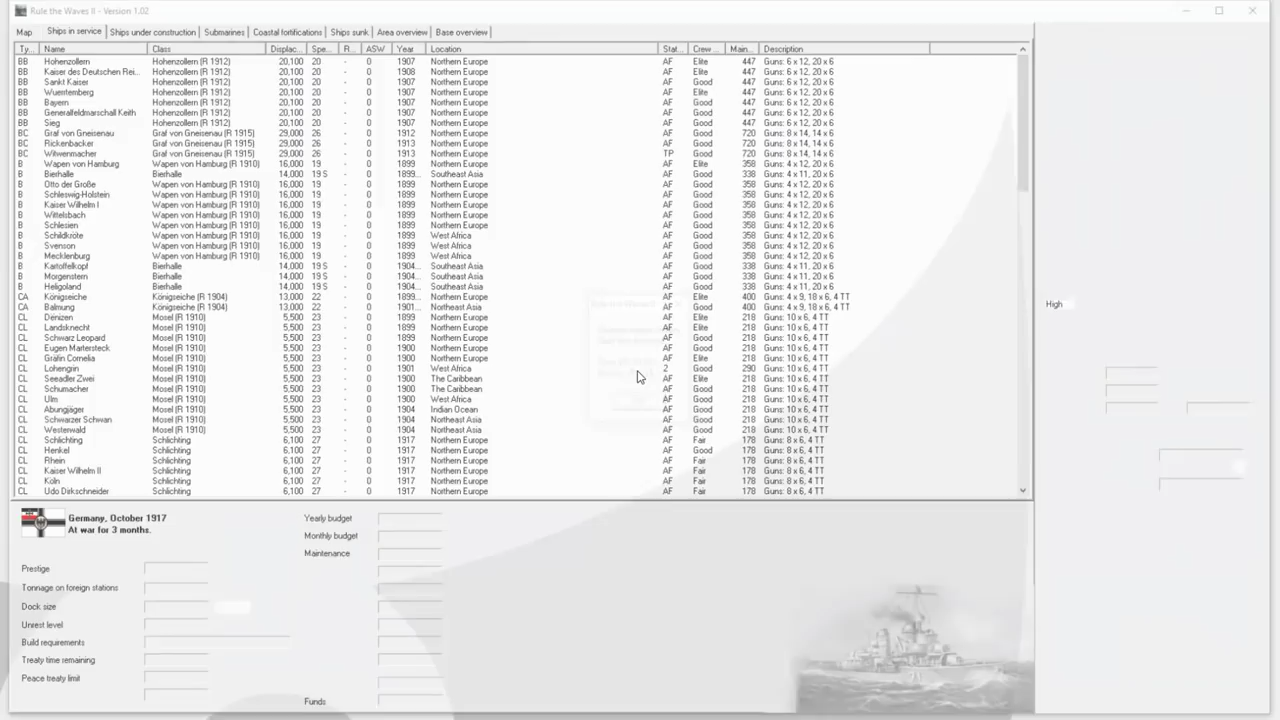 Rule the Waves II - Version 1.02
Map Ships in service Ships under construction Submarines Coastal fortifications Ships sunk Area overview Base overview
Ty... Name Class Displac... Spe... R... ASW Year Location Stat... Crew ... Main... Description
BB Hohenzollern Hohenzollern (R 1912) 20,100 20 - 0 1907 Northern Europe AF Elite 447 Guns: 6 x 12, 20 x 6
BB Kaiser des Deutschen Rei... Hohenzollern (R 1912) 20,100 20 - 0 1908 Northern Europe AF Elite 447 Guns: 6 x 12, 20 x 6
BB Sankt Kaiser Hohenzollern (R 1912) 20,100 20 - 0 1907 Northern Europe AF Good 447 Guns: 6 x 12, 20 x 6
BB Wuerttemberg Hohenzollern (R 1912) 20,100 20 - 0 1907 Northern Europe AF Elite 447 Guns: 6 x 12, 20 x 6
BB Bayern Hohenzollern (R 1912) 20,100 20 - 0 1907 Northern Europe AF Good 447 Guns: 6 x 12, 20 x 6
BB Generalfeldmarschall Keith Hohenzollern (R 1912) 20,100 20 - 0 1907 Northern Europe AF Good 447 Guns: 6 x 12, 20 x 6
BB Sieg Hohenzollern (R 1912) 20,100 20 - 0 1907 Northern Europe AF Good 447 Guns: 6 x 12, 20 x 6
BC Graf von Gneisenau Graf von Gneisenau (R 1915) 29,000 26 - 0 1912 Northern Europe AF Good 720 Guns: 8 x 14, 14 x 6
BC Rickenbacker Graf von Gneisenau (R 1915) 29,000 26 - 0 1913 Northern Europe AF Good 720 Guns: 8 x 14, 14 x 6
BC Witwenmacher Graf von Gneisenau (R 1915) 29,000 26 - 0 1913 Northern Europe TP Good 720 Guns: 8 x 14, 14 x 6
B Wapen von Hamburg Wapen von Hamburg (R 1910) 16,000 19 - 0 1899 Northern Europe AF Elite 358 Guns: 4 x 12, 20 x 6
B Bierhalle Bierhalle 14,000 19 S - 0 1899... Southeast Asia AF Good 338 Guns: 4 x 11, 20 x 6
B Otto der Große Wapen von Hamburg (R 1910) 16,000 19 - 0 1899 Northern Europe AF Good 358 Guns: 4 x 12, 20 x 6
B Schleswig-Holstein Wapen von Hamburg (R 1910) 16,000 19 - 0 1899 Northern Europe AF Good 358 Guns: 4 x 12, 20 x 6
B Kaiser Wilhelm I Wapen von Hamburg (R 1910) 16,000 19 - 0 1899 Northern Europe AF Good 358 Guns: 4 x 12, 20 x 6
B Wittelsbach Wapen von Hamburg (R 1910) 16,000 19 - 0 1899 Northern Europe AF Good 358 Guns: 4 x 12, 20 x 6
B Schlesien Wapen von Hamburg (R 1910) 16,000 19 - 0 1899 Northern Europe AF Good 358 Guns: 4 x 12, 20 x 6
B Schildkröte Wapen von Hamburg (R 1910) 16,000 19 - 0 1899 West Africa AF Good 358 Guns: 4 x 12, 20 x 6
B Svenson Wapen von Hamburg (R 1910) 16,000 19 - 0 1899 West Africa AF Good 358 Guns: 4 x 12, 20 x 6
B Mecklenburg Wapen von Hamburg (R 1910) 16,000 19 - 0 1899 West Africa AF Good 358 Guns: 4 x 12, 20 x 6
B Kartoffelkopf Bierhalle 14,000 19 S - 0 1904... Southeast Asia AF Good 338 Guns: 4 x 11, 20 x 6
B Morgenstern Bierhalle 14,000 19 S - 0 1904... Southeast Asia AF Good 338 Guns: 4 x 11, 20 x 6
B Heligoland Bierhalle 14,000 19 S - 0 1904... Southeast Asia AF Good 338 Guns: 4 x 11, 20 x 6
CA Königseiche Königseiche (R 1904) 13,000 22 - 0 1899... Northern Europe AF Elite 400 Guns: 4 x 9, 18 x 6, 4 TT
CA Balmung Königseiche (R 1904) 13,000 22 - 0 1901... Northeast Asia AF Good 400 Guns: 4 x 9, 18 x 6, 4 TT
CL Denizen Mosel (R 1910) 5,500 23 - 0 1899 Northern Europe AF Elite 218 Guns: 10 x 6, 4 TT
CL Landsknecht Mosel (R 1910) 5,500 23 - 0 1899 Northern Europe AF Elite 218 Guns: 10 x 6, 4 TT
CL Schwarz Leopard Mosel (R 1910) 5,500 23 - 0 1899 Northern Europe AF Good 218 Guns: 10 x 6, 4 TT
CL Eugen Martersteck Mosel (R 1910) 5,500 23 - 0 1900 Northern Europe AF Good 218 Guns: 10 x 6, 4 TT
CL Gräfin Cornelia Mosel (R 1910) 5,500 23 - 0 1900 Northern Europe AF Elite 218 Guns: 10 x 6, 4 TT
CL Lohengrin Mosel (R 1910) 5,500 23 - 0 1901 West Africa 2 Good 290 Guns: 10 x 6, 4 TT
CL Seeadler Zwei Mosel (R 1910) 5,500 23 - 0 1900 The Caribbean AF Elite 218 Guns: 10 x 6, 4 TT
CL Schumacher Mosel (R 1910) 5,500 23 - 0 1900 The Caribbean AF Good 218 Guns: 10 x 6, 4 TT
CL Ulm Mosel (R 1910) 5,500 23 - 0 1900 West Africa AF Good 218 Guns: 10 x 6, 4 TT
CL Abungjäger Mosel (R 1910) 5,500 23 - 0 1904 Indian Ocean AF Good 218 Guns: 10 x 6, 4 TT
CL Schwarzer Schwan Mosel (R 1910) 5,500 23 - 0 1904 Northeast Asia AF Good 218 Guns: 10 x 6, 4 TT
CL Westerwald Mosel (R 1910) 5,500 23 - 0 1904 Northeast Asia AF Good 218 Guns: 10 x 6, 4 TT
CL Schlichting Schlichting 6,100 27 - 0 1917 Northern Europe AF Fair 178 Guns: 8 x 6, 4 TT
CL Henkel Schlichting 6,100 27 - 0 1917 Northern Europe AF Good 178 Guns: 8 x 6, 4 TT
CL Rhein Schlichting 6,100 27 - 0 1917 Northern Europe AF Fair 178 Guns: 8 x 6, 4 TT
CL Kaiser Wilhelm II Schlichting 6,100 27 - 0 1917 Northern Europe AF Fair 178 Guns: 8 x 6, 4 TT
CL Köln Schlichting 6,100 27 - 0 1917 Northern Europe AF Fair 178 Guns: 8 x 6, 4 TT
CL Udo Dirkschneider Schlichting 6,100 27 - 0 1917 Northern Europe AF Fair 178 Guns: 8 x 6, 4 TT
High
Germany, October 1917
At war for 3 months.
Prestige
Tonnage on foreign stations
Dock size
Unrest level
Build requirements
Treaty time remaining
Peace treaty limit
Yearly budget
Monthly budget
Maintenance
Funds